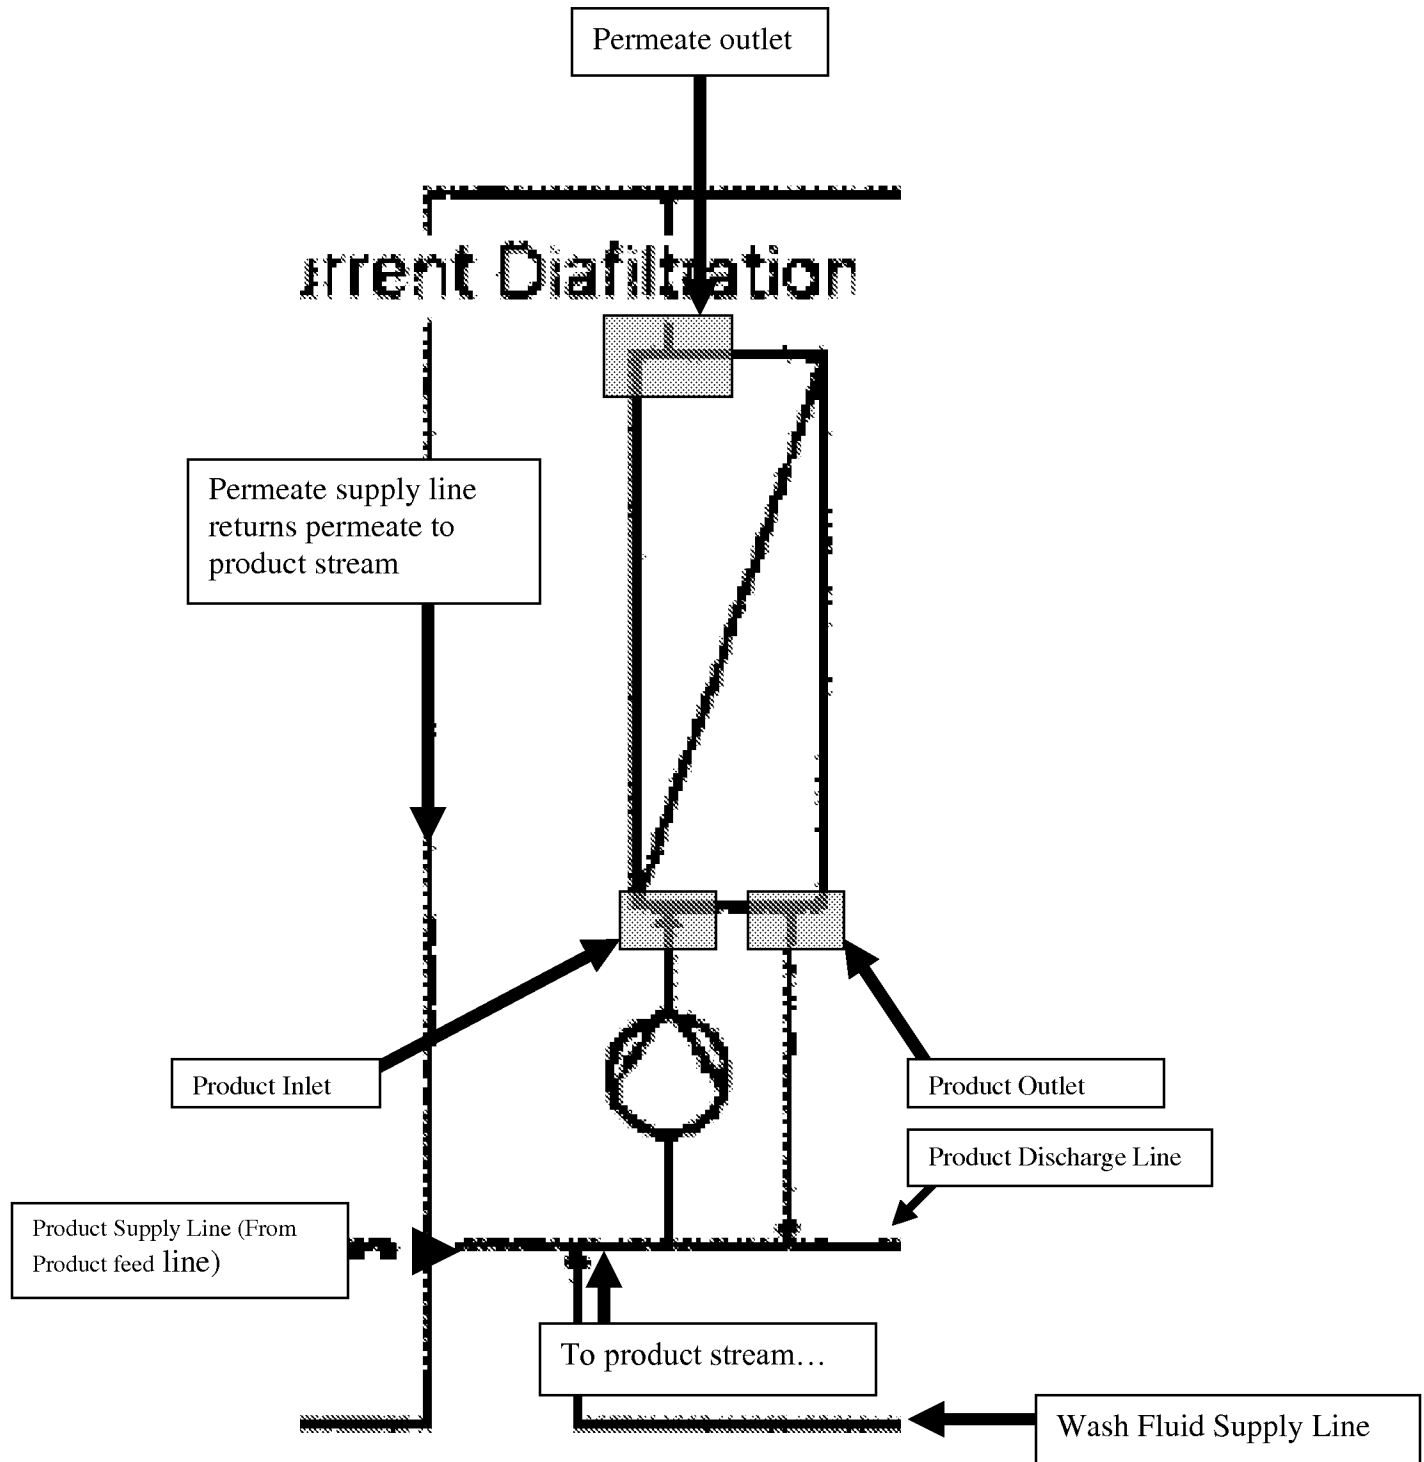 Permeate outlet
urrent Diafiltration
Permeate supply line
returns permeate to
product stream
Product Inlet
Product Outlet
Product Discharge Line
Product Supply Line (From
Product feed line)
To product stream…
Wash Fluid Supply Line